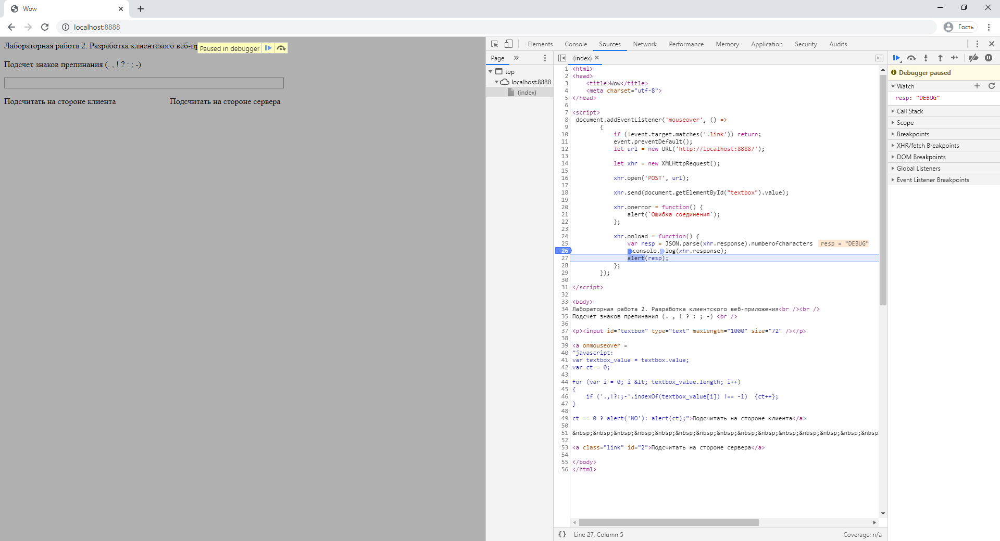 Wow
localhost:8888
Гость
Лабораторная работа 2. Разработка клиентского
Paused in debugger
Подсчет знаков препинания (. , ! ? : ; -)
Подсчитать на стороне клиента Подсчитать на стороне сервера
Elements Console Sources Network Performance Memory Application Security Audits
Page
top
localhost:8888
(index)
(index)
1 <html>
2 <head>
3 <title>Wow</title>
4 <meta charset="utf-8">
5 </head>
6
7 <script>
8 document.addEventListener('mouseover', () =>
9 {
10 if (!event.target.matches('.link')) return;
11 event.preventDefault();
12 let url = new URL('http://localhost:8888/');
13
14 let xhr = new XMLHttpRequest();
15
16 xhr.open('POST', url);
17
18 xhr.send(document.getElementById("textbox").value);
19
20 xhr.onerror = function() {
21 alert(`Ошибка соединения`);
22 };
23
24 xhr.onload = function() {
25 var resp = JSON.parse(xhr.response).numberofcharacters resp = "DEBUG"
26 console.log(xhr.response);
27 alert(resp);
28 };
29 });
30
31 </script>
32
33 <body>
34 Лабораторная работа 2. Разработка клиентского веб-приложения<br /><br />
35 Подсчет знаков препинания (. , ! ? : ; -) <br />
36
37 <p><input id="textbox" type="text" maxlength="1000" size="72" /></p>
38
39 <a onmouseover =
40 "javascript:
41 var textbox_value = textbox.value;
42 var ct = 0;
43
44 for (var i = 0; i &lt; textbox_value.length; i++)
45 {
46 if ('.,!?:;-'.indexOf(textbox_value[i]) !== -1) {ct++};
47 }
48
49 ct == 0 ? alert('NO'): alert(ct);">Подсчитать на стороне клиента</a>
50
51 &nbsp;&nbsp;&nbsp;&nbsp;&nbsp;&nbsp;&nbsp;&nbsp;&nbsp;&nbsp;&nbsp;&nbsp;&nbsp;&nbsp;&nbsp
52
53 <a class="link" id="2">Подсчитать на стороне сервера</a>
54
55 </body>
56 </html>
{} Line 27, Column 5
Coverage: n/a
Debugger paused
Watch
resp: "DEBUG"
Call Stack
Scope
Breakpoints
XHR/fetch Breakpoints
DOM Breakpoints
Global Listeners
Event Listener Breakpoints